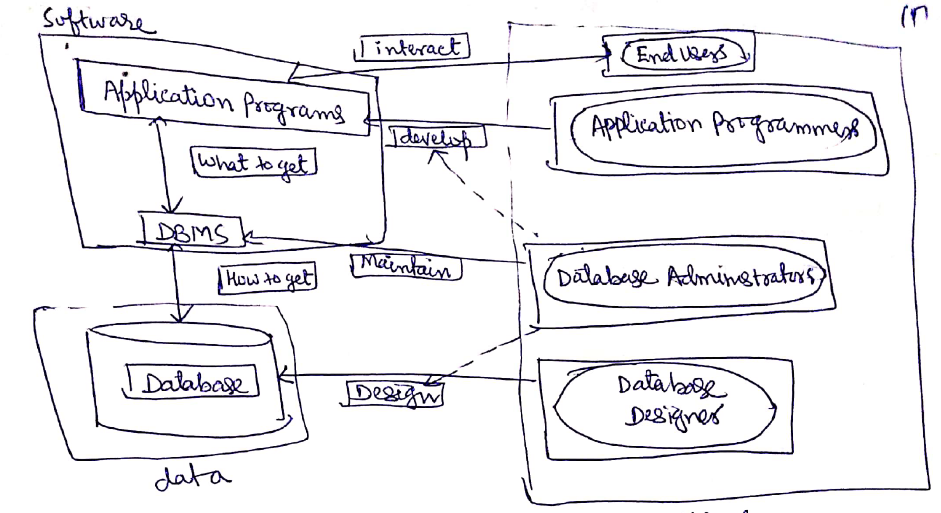 Software
interact
End users
Application Programs
Application Programmers
develop
What to get
DBMS
Maintain
Database Administrators
How to get
Database
Design
Database
Designer
data